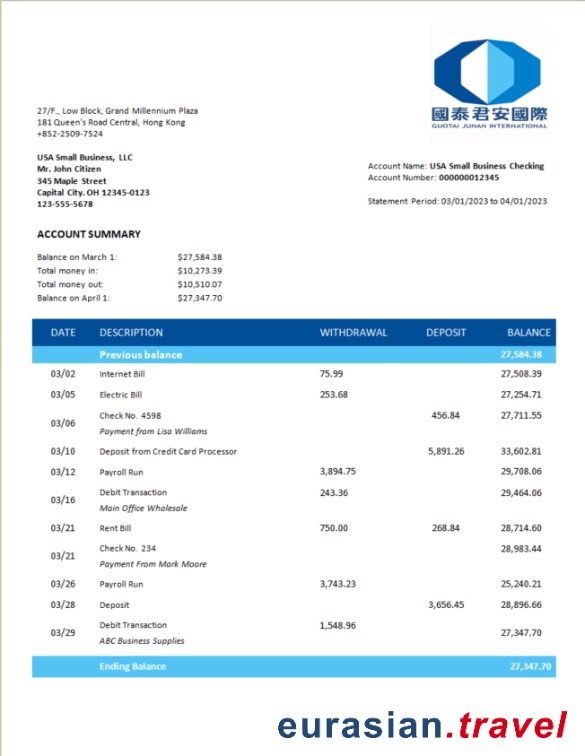 國泰君安國際
GUOTAI JUNAN INTERNATIONAL
27/F., Low Block, Grand Millennium Plaza
181 Queen's Road Central, Hong Kong
+852-2509-7524
USA Small Business, LLC
Mr. John Citizen
345 Maple Street
Capital City. OH 12345-0123
123-555-5678
Account Name: USA Small Business Checking
Account Number: 000000012345
Statement Period: 03/01/2023 to 04/01/2023
ACCOUNT SUMMARY
Balance on March 1: $27,584.38
Total money in: $10,273.39
Total money out: $10,510.07
Balance on April 1: $27,347.70
DATE DESCRIPTION WITHDRAWAL DEPOSIT BALANCE
Previous balance 27,584.38
03/02 Internet Bill 75.99 27,508.39
03/05 Electric Bill 253.68 27,254.71
03/06 Check No. 4598 456.84 27,711.55
Payment from Lisa Williams
03/10 Deposit from Credit Card Processor 5,891.26 33,602.81
03/12 Payroll Run 3,894.75 29,708.06
03/16 Debit Transaction 243.36 29,464.06
Main Office Wholesale
03/21 Rent Bill 750.00 268.84 28,714.60
03/21 Check No. 234 28,983.44
Payment From Mark Moore
03/26 Payroll Run 3,743.23 25,240.21
03/28 Deposit 3,656.45 28,896.66
03/29 Debit Transaction 1,548.96 27,347.70
ABC Business Supplies
Ending Balance 27,347.70
eurasian.travel